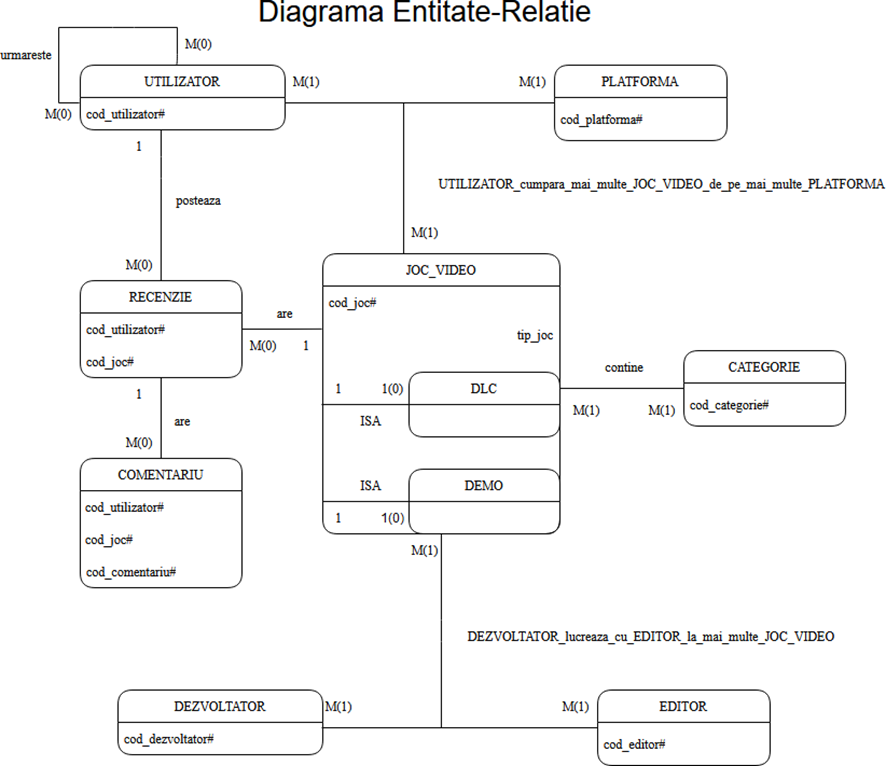 Diagrama Entitate-Relatie
urmareste
M(0)
M(0)
UTILIZATOR
cod_utilizator#
M(1)
M(1)
PLATFORMA
cod_platforma#
1
posteaza
M(0)
UTILIZATOR_cumpara_mai_multe_JOC_VIDEO_de_pe_mai_multe_PLATFORMA
M(1)
RECENZIE
cod_utilizator#
cod_joc#
are
M(0)
1
JOC_VIDEO
cod_joc#
tip_joc
1
1(0)
DLC
ISA
ISA
DEMO
1
1(0)
contine
M(1)
M(1)
CATEGORIE
cod_categorie#
1
are
M(0)
COMENTARIU
cod_utilizator#
cod_joc#
cod_comentariu#
M(1)
DEZVOLTATOR_lucreaza_cu_EDITOR_la_mai_multe_JOC_VIDEO
DEZVOLTATOR
cod_dezvoltator#
M(1)
M(1)
EDITOR
cod_editor#